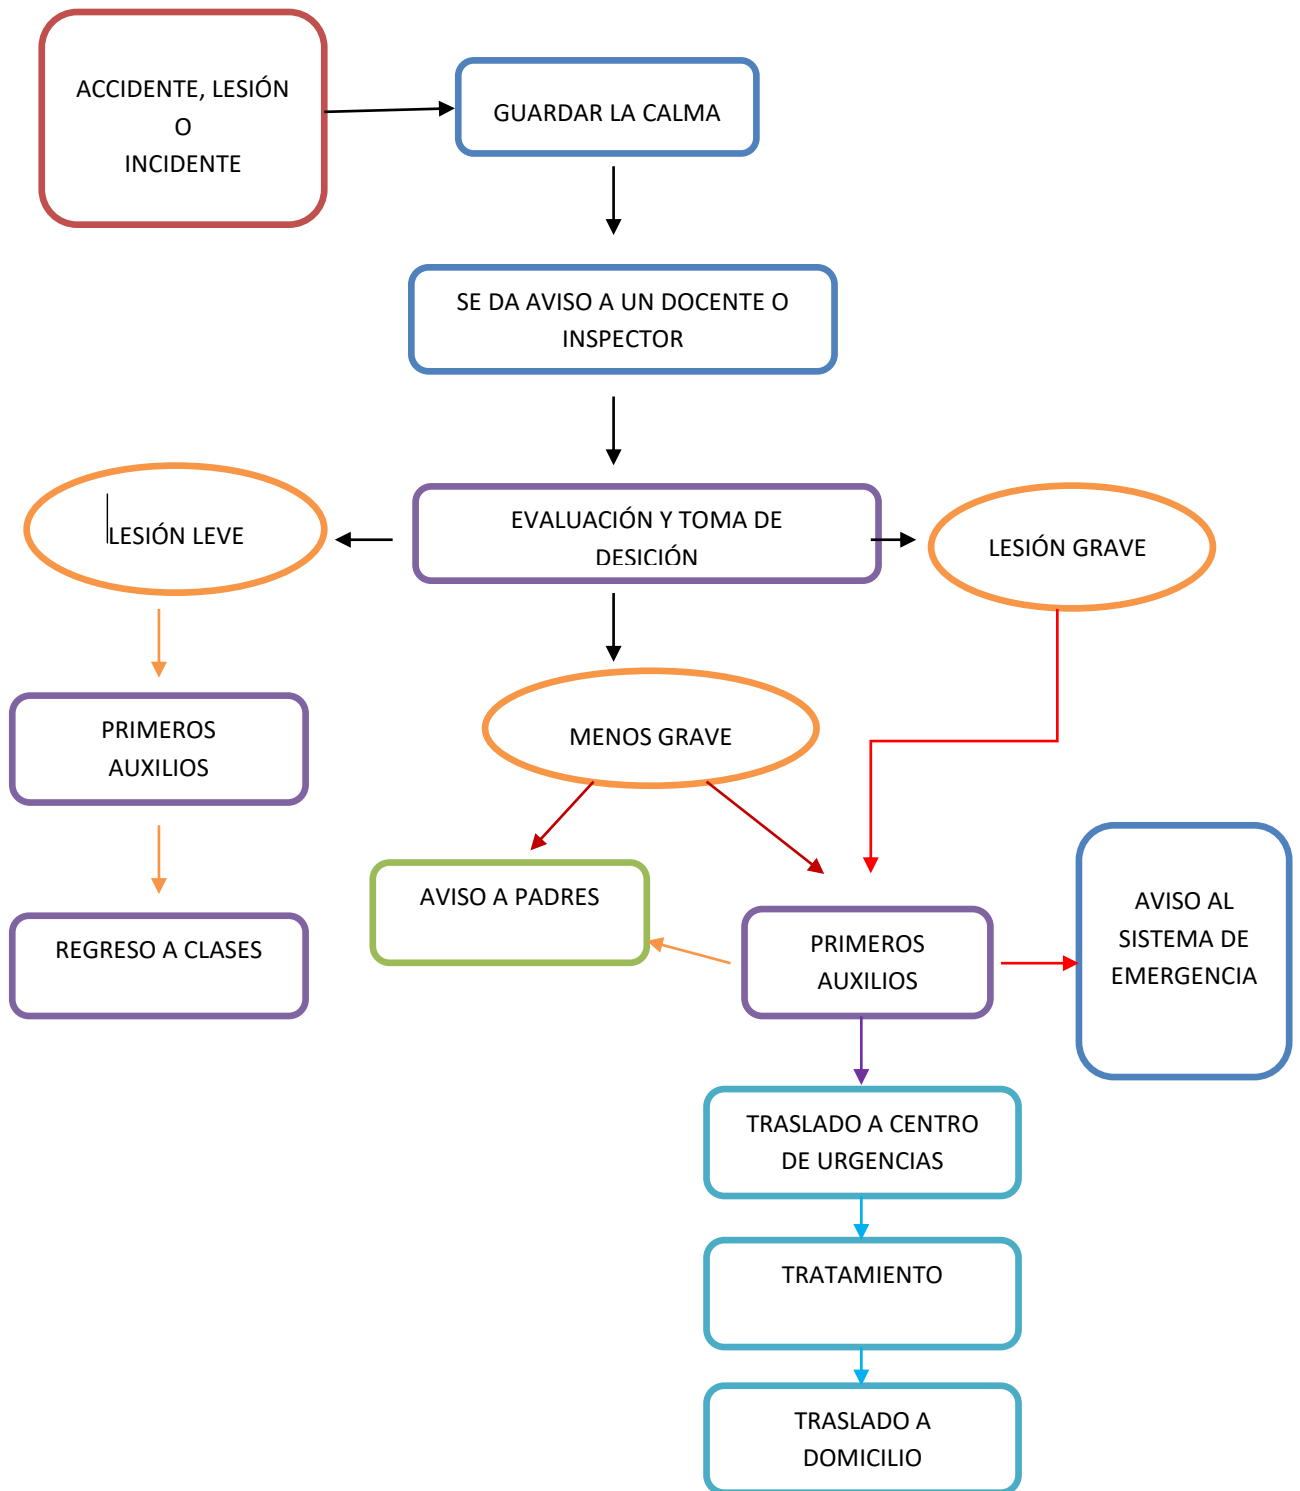 ACCIDENTE, LESIÓN
O
INCIDENTE
GUARDAR LA CALMA
SE DA AVISO A UN DOCENTE O
INSPECTOR
EVALUACIÓN Y TOMA DE
DESICIÓN
LESIÓN LEVE
LESIÓN GRAVE
MENOS GRAVE
PRIMEROS
AUXILIOS
REGRESO A CLASES
AVISO A PADRES
PRIMEROS
AUXILIOS
AVISO AL
SISTEMA DE
EMERGENCIA
TRASLADO A CENTRO
DE URGENCIAS
TRATAMIENTO
TRASLADO A
DOMICILIO